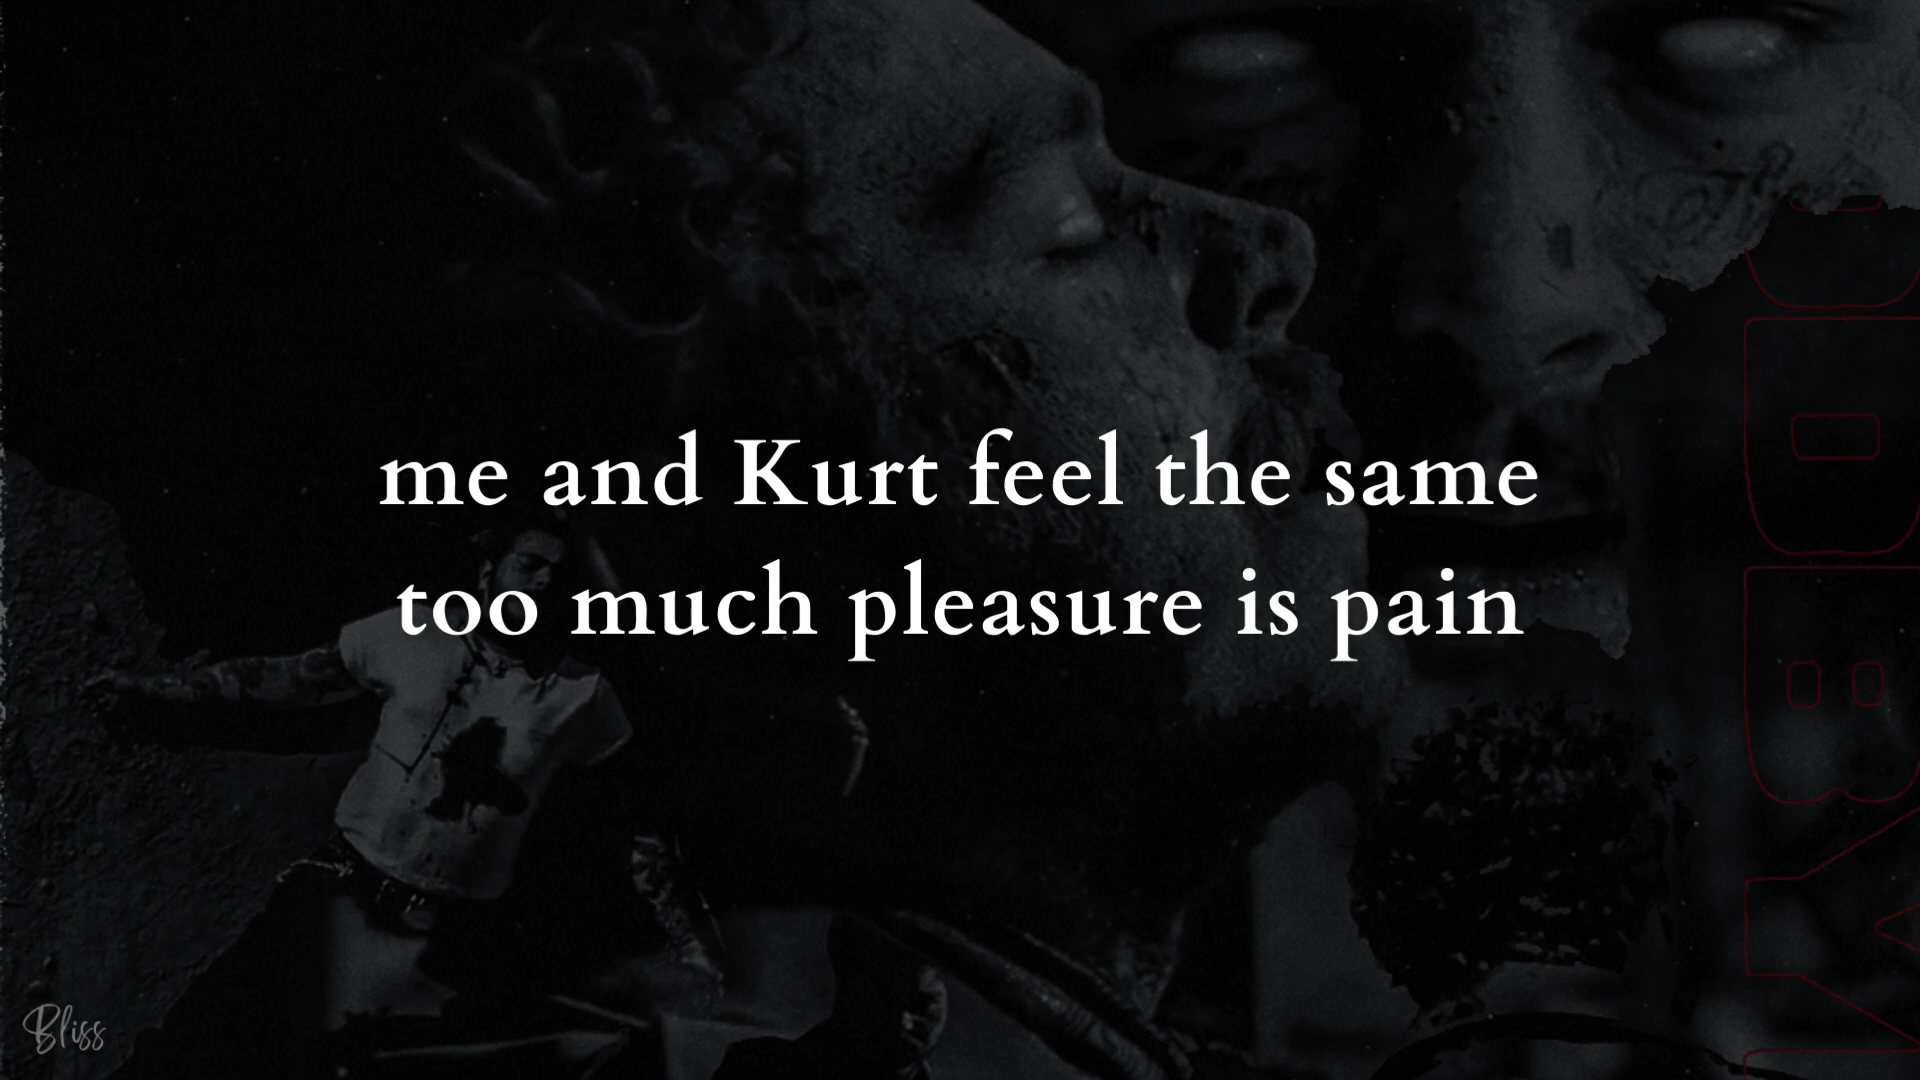 me and Kurt feel the same
too much pleasure is pain
Bliss